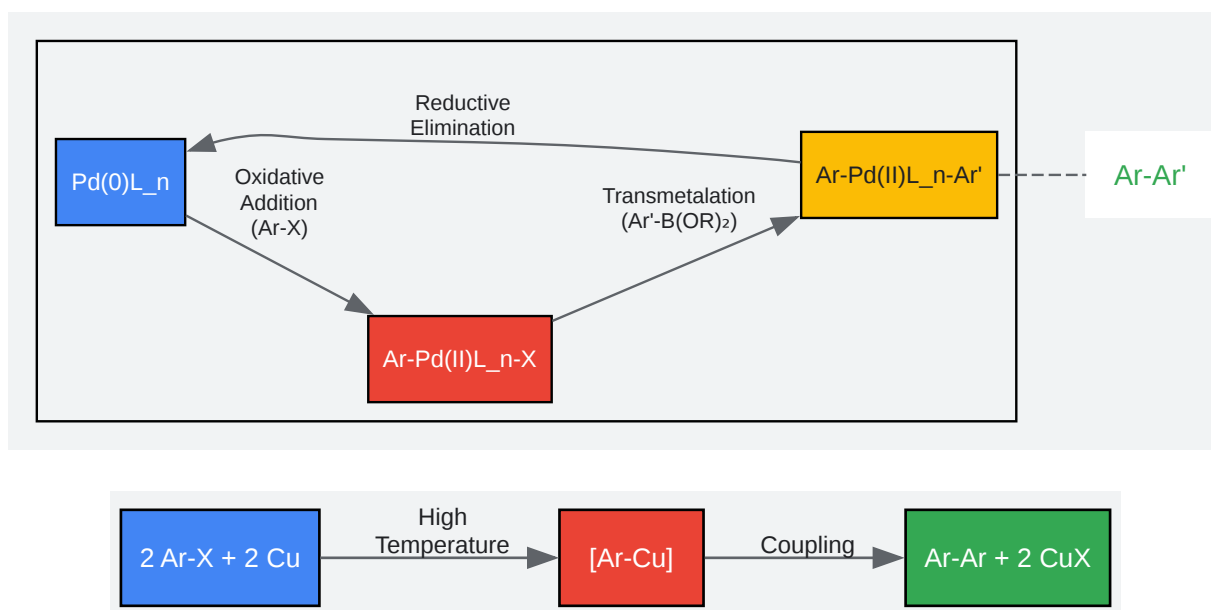 Reductive
Elimination
Pd(0)L_n
Oxidative
Addition
(Ar-X)
Transmetalation
(Ar'-B(OR)₂)
Ar-Pd(II)L_n-Ar'
Ar-Ar'
Ar-Pd(II)L_n-X
2 Ar-X + 2 Cu
High
Temperature
[Ar-Cu]
Coupling
Ar-Ar + 2 CuX